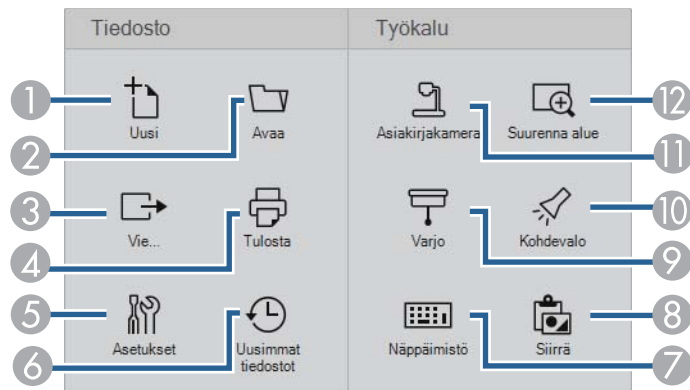 Tiedosto Työkalu
1 Uusi
2 Avaa
Asiakirjakamera 11
Suurenna alue 12
3 Vie...
4 Tulosta
Varjo 9
Kohdevalo 10
5 Asetukset
6 Uusimmat
tiedostot
Näppäimistö 7
Siirrä 8